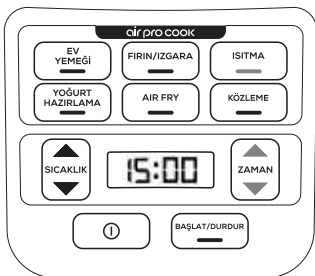 air pro cook
EV
YEMEĞİ
FIRIN/IZGARA
ISITMA
YOĞURT
HAZIRLAMA
AIR FRY
KÖZLEME
SICAKLIK
15:00
ZAMAN
BAŞLAT/DURDUR